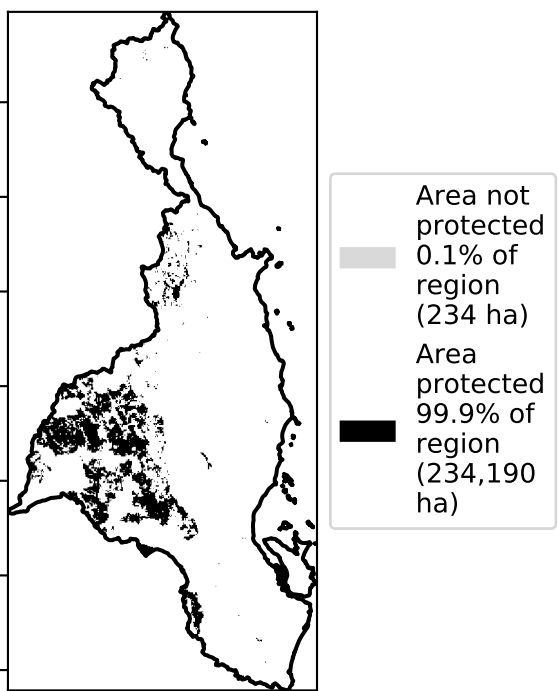 Area not
protected
0.1% of
region
(234 ha)
Area
protected
99.9% of
region
(234,190
ha)